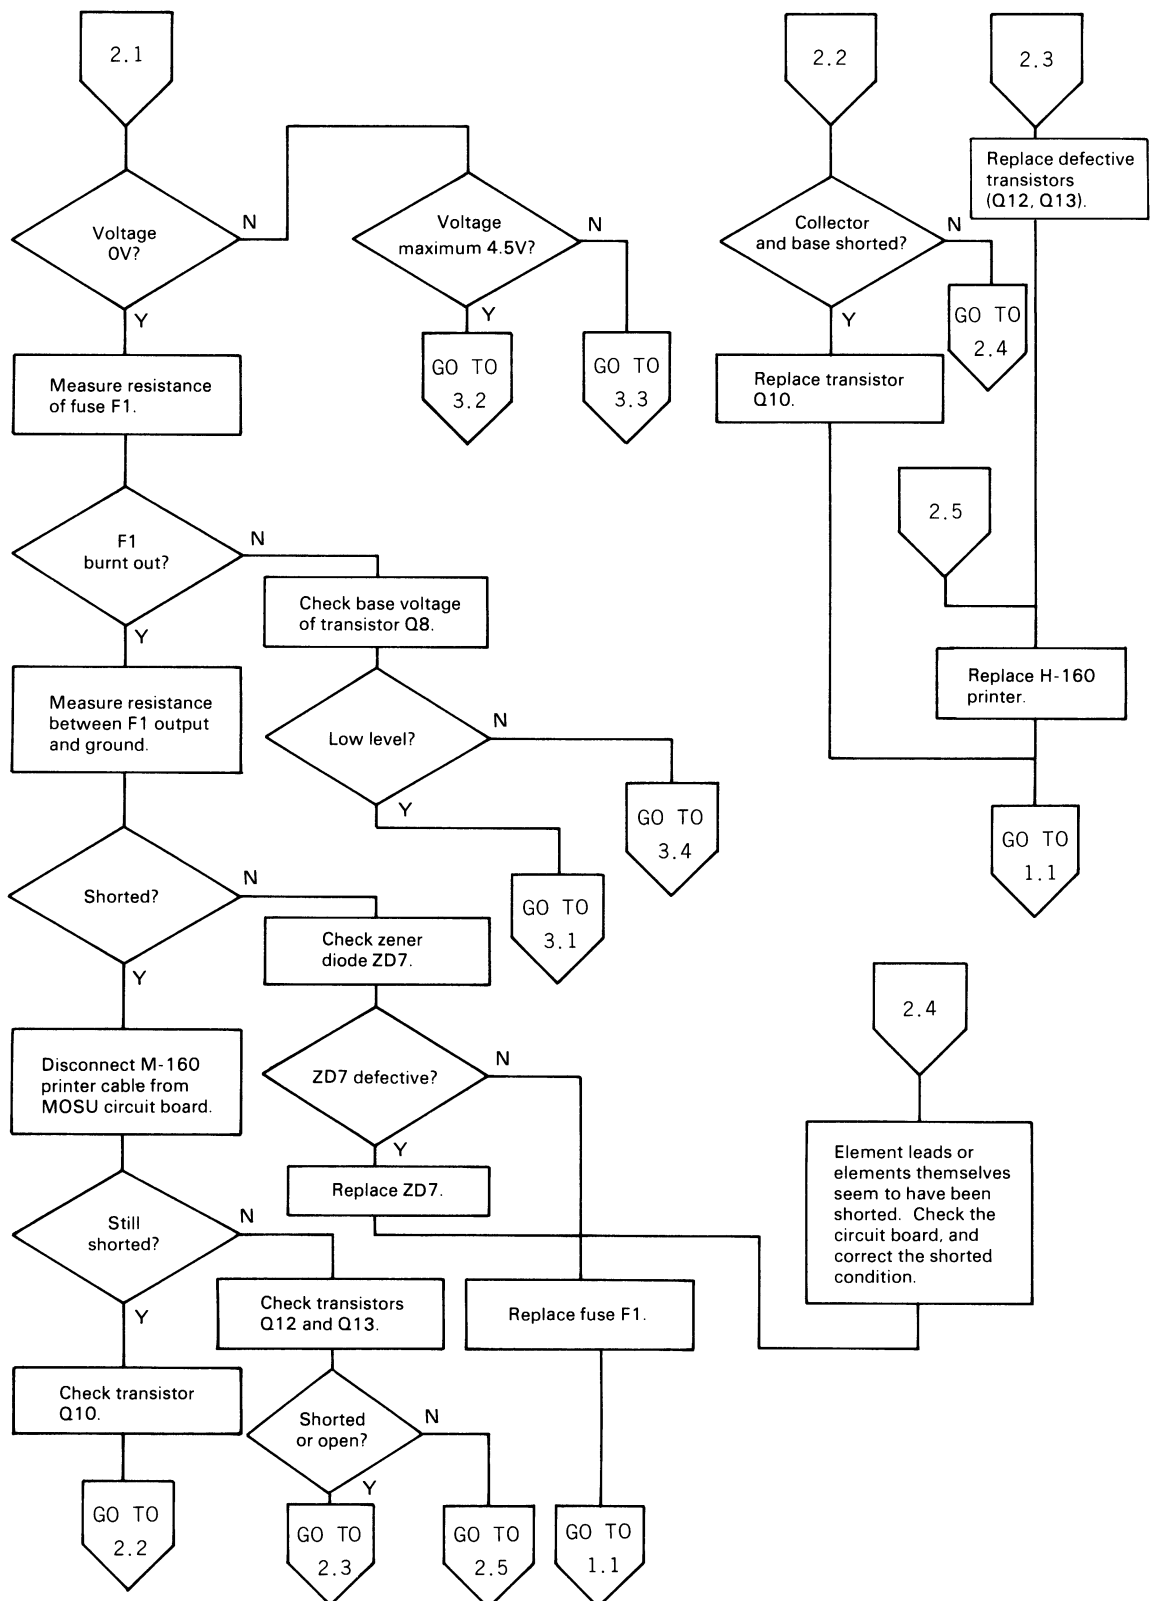 2.1
Voltage
0V?
N
Y
Voltage
maximum 4.5V?
N
Y
GO TO
3.2
GO TO
3.3
Measure resistance
of fuse F1.
F1
burnt out?
N
Y
Check base voltage
of transistor Q8.
Low level?
N
Y
GO TO
3.4
GO TO
3.1
Measure resistance
between F1 output
and ground.
Shorted?
N
Y
Check zener
diode ZD7.
ZD7 defective?
N
Y
Replace ZD7.
Disconnect M-160
printer cable from
MOSU circuit board.
Still
shorted?
N
Y
Check transistors
Q12 and Q13.
Replace fuse F1.
Check transistor
Q10.
Shorted
or open?
N
Y
GO TO
2.2
GO TO
2.3
GO TO
2.5
GO TO
1.1
2.2
Collector
and base shorted?
N
Y
GO TO
2.4
Replace transistor
Q10.
2.3
Replace defective
transistors
(Q12, Q13).
2.5
Replace H-160
printer.
GO TO
1.1
2.4
Element leads or
elements themselves
seem to have been
shorted. Check the
circuit board, and
correct the shorted
condition.